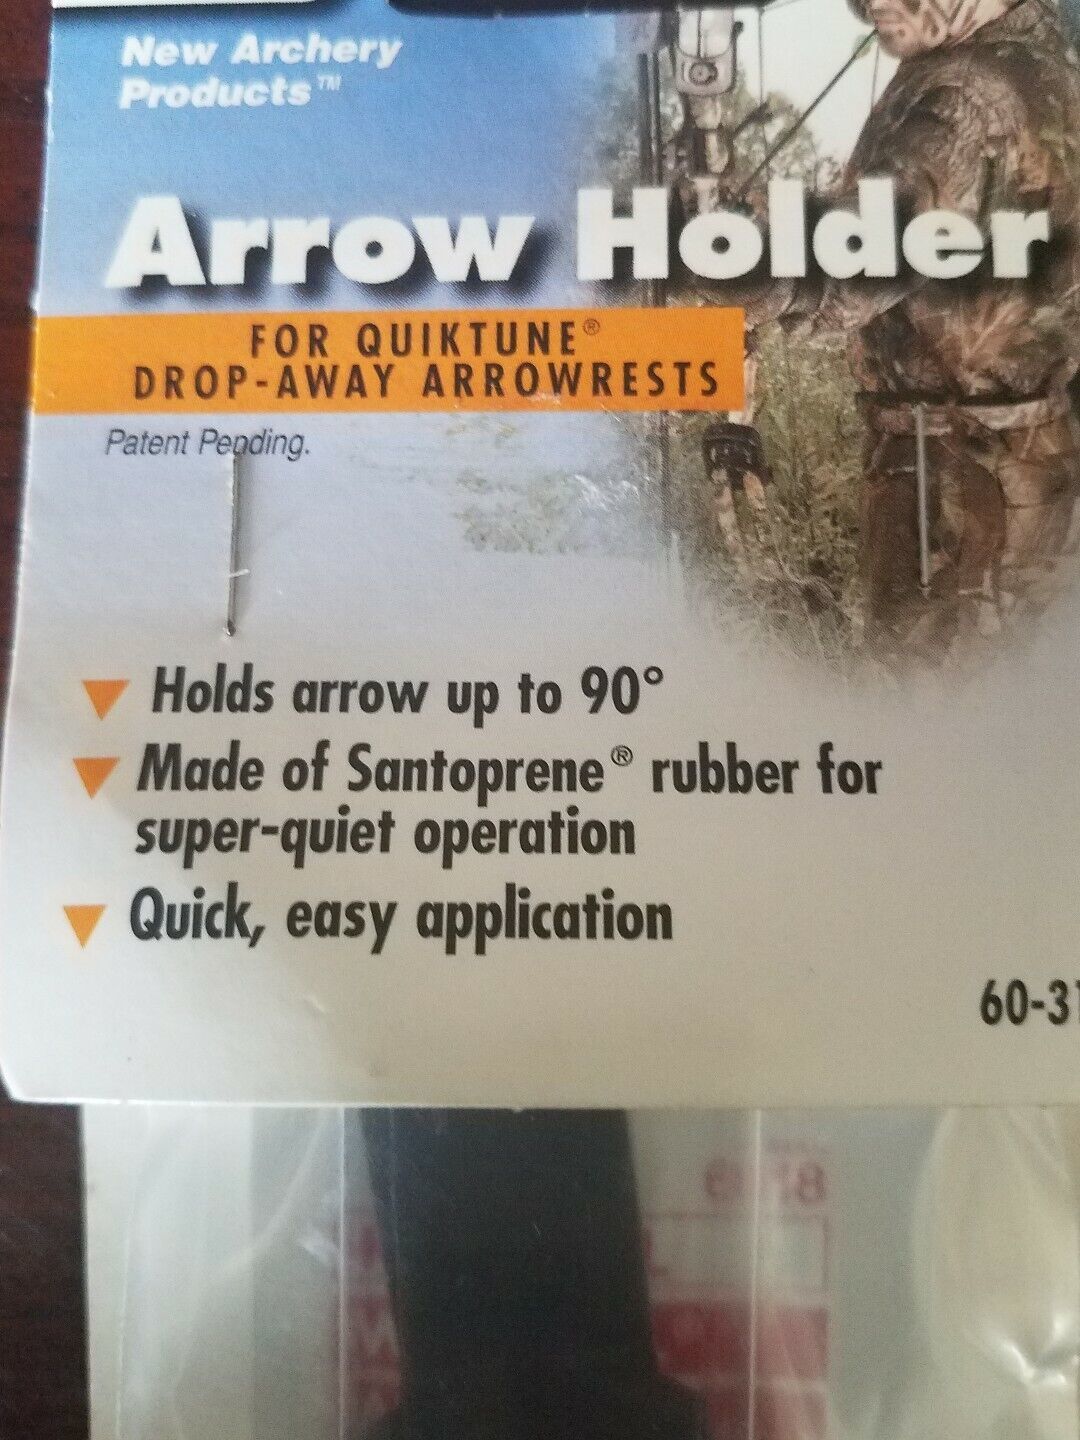 New Archery
Products™
Arrow Holder
FOR QUIKTUNE®
DROP-AWAY ARROWRESTS
Patent Pending.
Holds arrow up to 90°
Made of Santoprene® rubber for
super-quiet operation
Quick, easy application